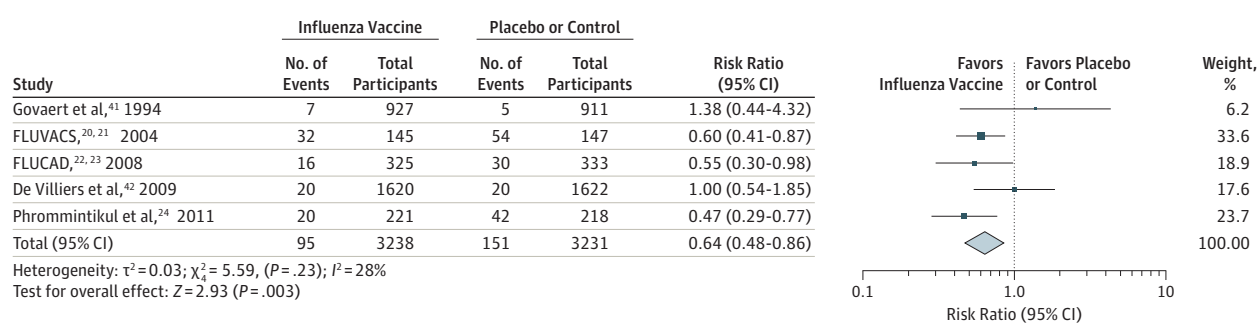 Influenza Vaccine Placebo or Control
No. of Total No. of Total Risk Ratio Favors Favors Placebo Weight,
Study Events Participants Events Participants (95% CI) Influenza Vaccine or Control %
Govaert et al,41 1994 7 927 5 911 1.38 (0.44-4.32) 6.2
FLUVACS,20, 21 2004 32 145 54 147 0.60 (0.41-0.87) 33.6
FLUCAD,22, 23 2008 16 325 30 333 0.55 (0.30-0.98) 18.9
De Villiers et al,42 2009 20 1620 20 1622 1.00 (0.54-1.85) 17.6
Phrommintikul et al,24 2011 20 221 42 218 0.47 (0.29-0.77) 23.7
Total (95% CI) 95 3238 151 3231 0.64 (0.48-0.86) 100.00
Heterogeneity: τ2 = 0.03; χ24 = 5.59, (P = .23); I2 = 28%
Test for overall effect: Z = 2.93 (P = .003)
0.1 1.0 10
Risk Ratio (95% CI)